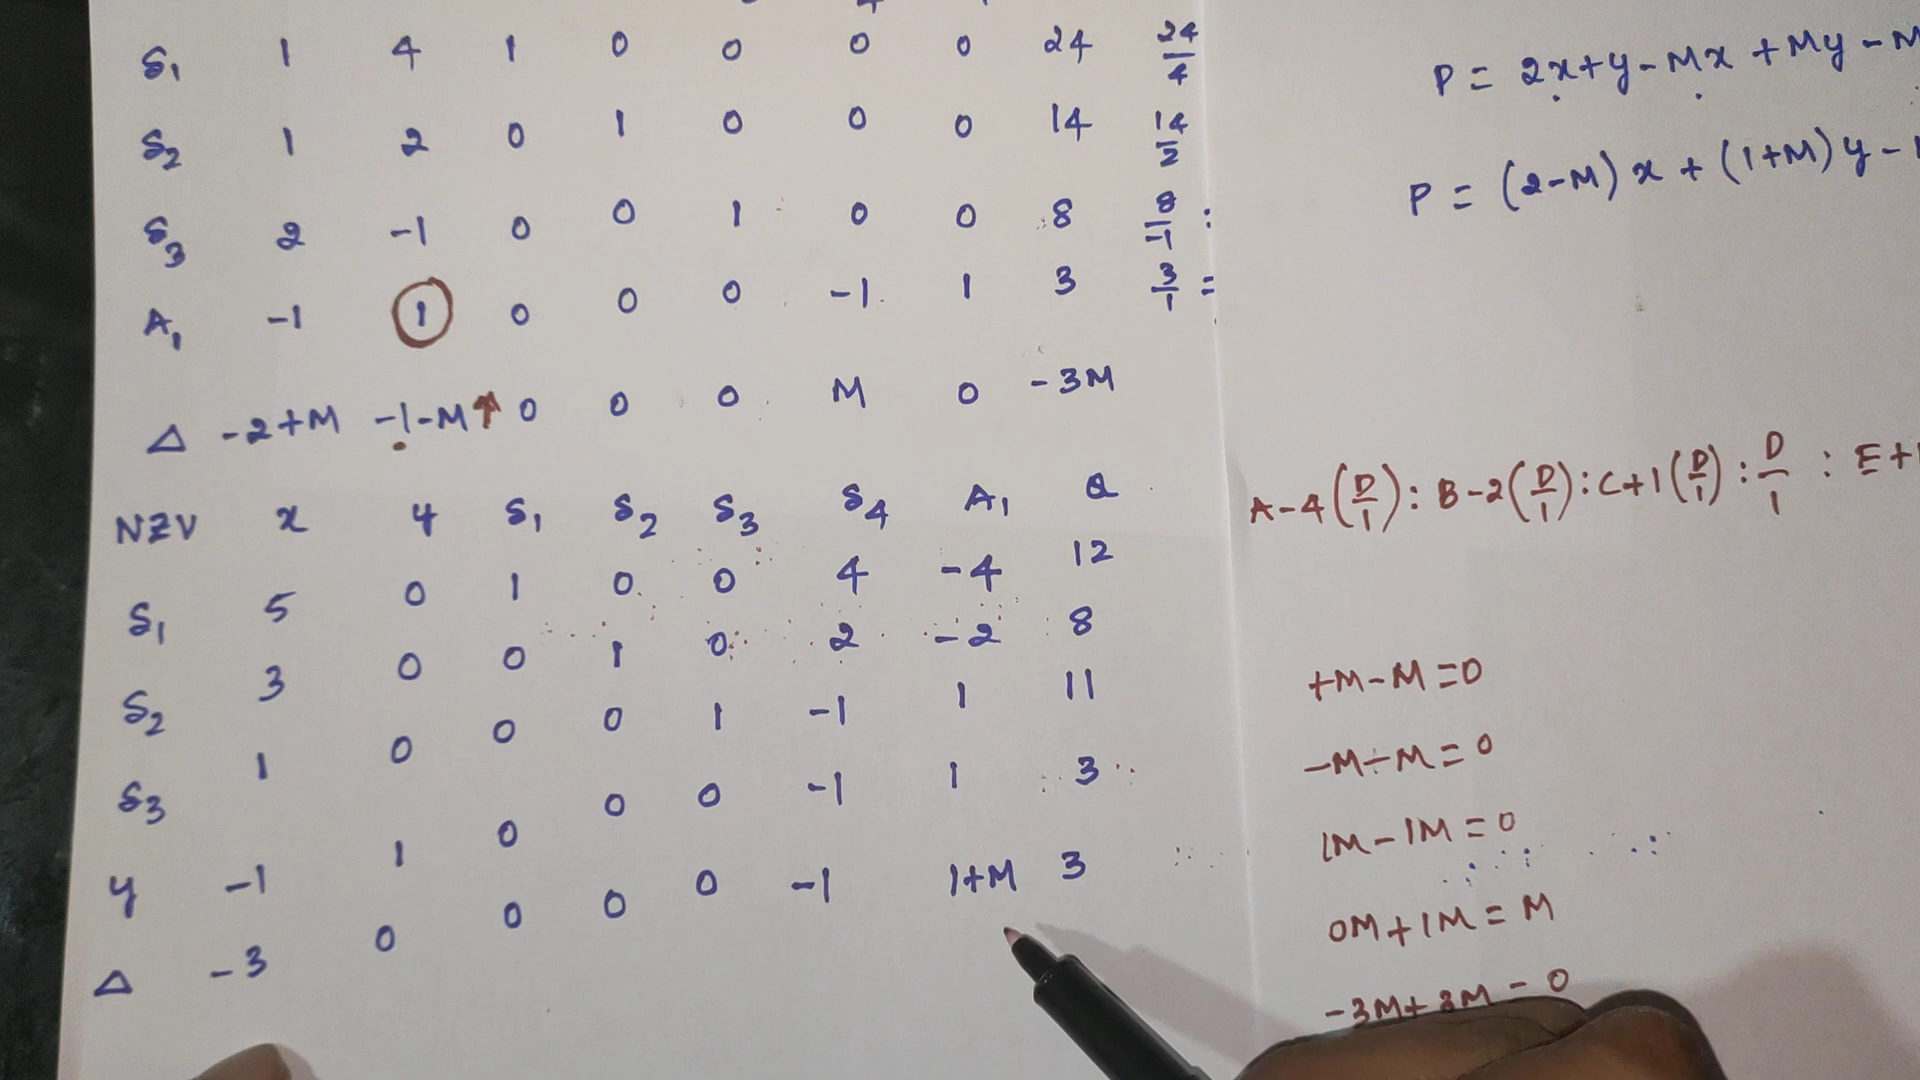 S1 1 4 1 0 0 0 0 24 24/4
S2 1 2 0 1 0 0 0 14 14/2
S3 2 -1 0 0 1 0 0 8 8/-1 :
A1 -1 1 0 0 0 -1 1 3 3/1 =
Δ -2+M -1-M↑ 0 0 0 M 0 -3M
NZV x y S1 S2 S3 S4 A1 Q
S1 5 0 1 0 0 4 -4 12
S2 3 0 0 1 0 2 -2 8
S3 1 0 0 0 1 -1 1 11
y -1 1 0 0 0 -1 1 3
Δ -3 0 0 0 0 -1 1+M 3
P = 2x+y-Mx+My-M
P = (2-M)x + (1+M)y -
A-4(D/1) : B-2(D/1) : C+1(D/1) : D/1 : E+
+M-M=0
-M+M=0
1M-1M=0
0M+1M=M
-3M+3M=0